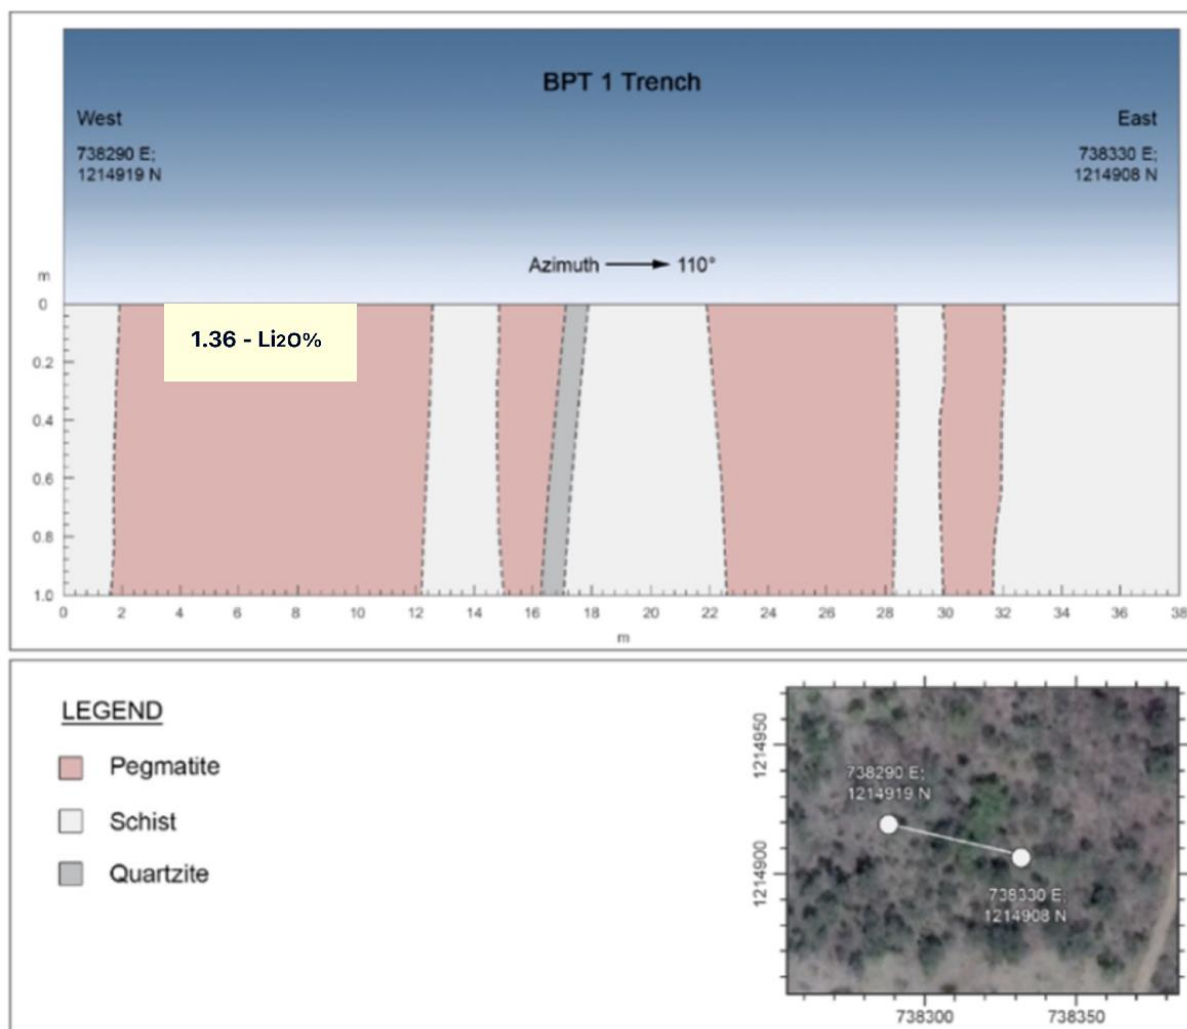 BPT 1 Trench
West
738290 E;
1214919 N
East
738330 E;
1214908 N
Azimuth
110°
m
0
0.2
0.4
0.6
0.8
1.0
1.36 - Li2O%
0 2 4 6 8 10 12 14 16 18 20 22 24 26 28 30 32 34 36 38
m
LEGEND
Pegmatite
Schist
Quartzite
1214950
1214900
738290 E;
1214919 N
738330 E;
1214908 N
738300 738350